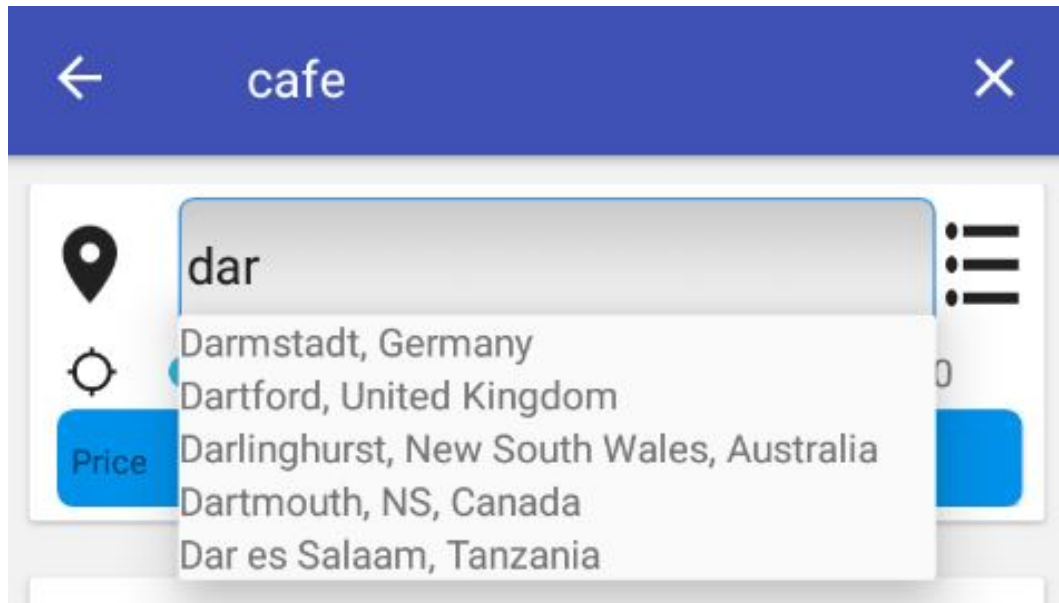 cafe
dar
Darmstadt, Germany
Dartford, United Kingdom
0
Darlinghurst, New South Wales, Australia
Price
Dartmouth, NS, Canada
Dar es Salaam, Tanzania